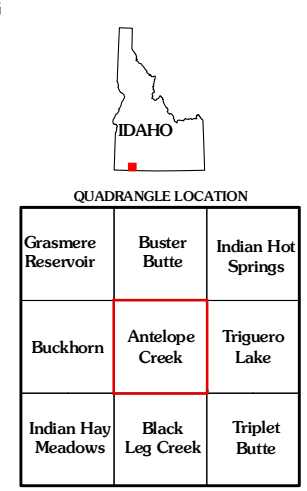 IDAHO
QUADRANGLE LOCATION
Grasmere
Reservoir
Buster
Butte
Indian Hot
Springs
Buckhorn
Antelope
Creek
Triguero
Lake
Indian Hay
Meadows
Black
Leg Creek
Triplet
Butte